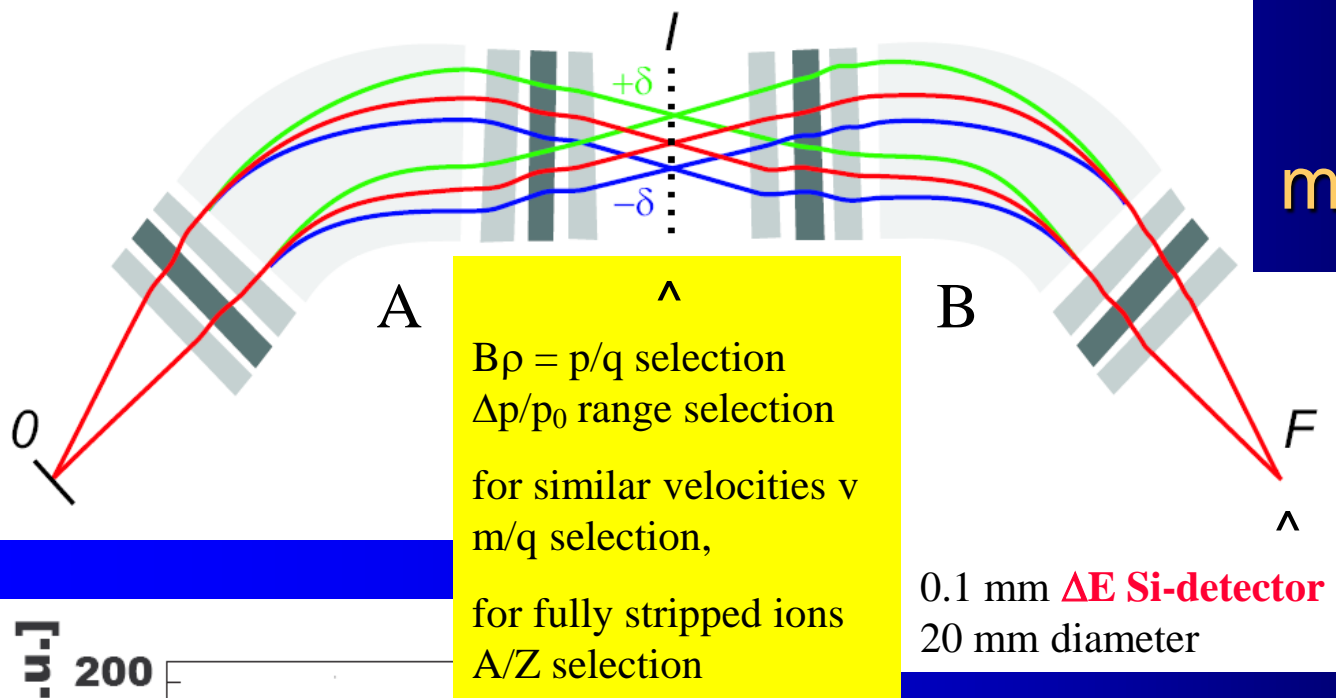 I
+δ
−δ
m
A
B
^
Bρ = p/q selection
Δp/p₀ range selection
for similar velocities v
m/q selection,
for fully stripped ions
A/Z selection
0
F
^
0.1 mm ΔE Si-detector
20 mm diameter
.u.]
200